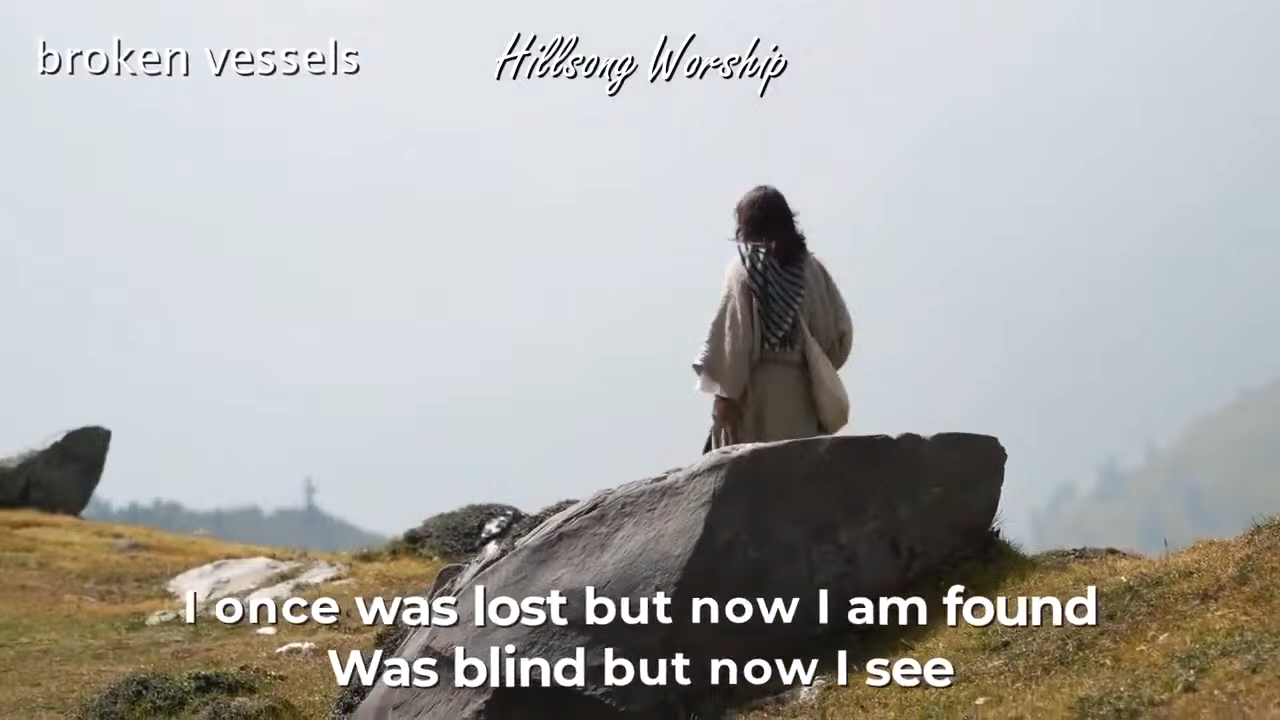 broken vessels
Hillsong Worship
I once was lost but now I am found
Was blind but now I see